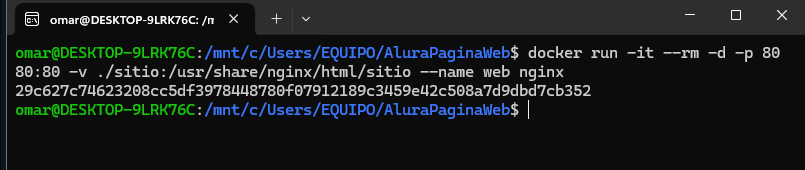 omar@DESKTOP-9LRK76C: /m
omar@DESKTOP-9LRK76C:/mnt/c/Users/EQUIPO/AluraPaginaWeb$ docker run -it --rm -d -p 80
80:80 -v ./sitio:/usr/share/nginx/html/sitio --name web nginx
29c627c74623208cc5df3978448780f07912189c3459e42c508a7d9dbd7cb352
omar@DESKTOP-9LRK76C:/mnt/c/Users/EQUIPO/AluraPaginaWeb$